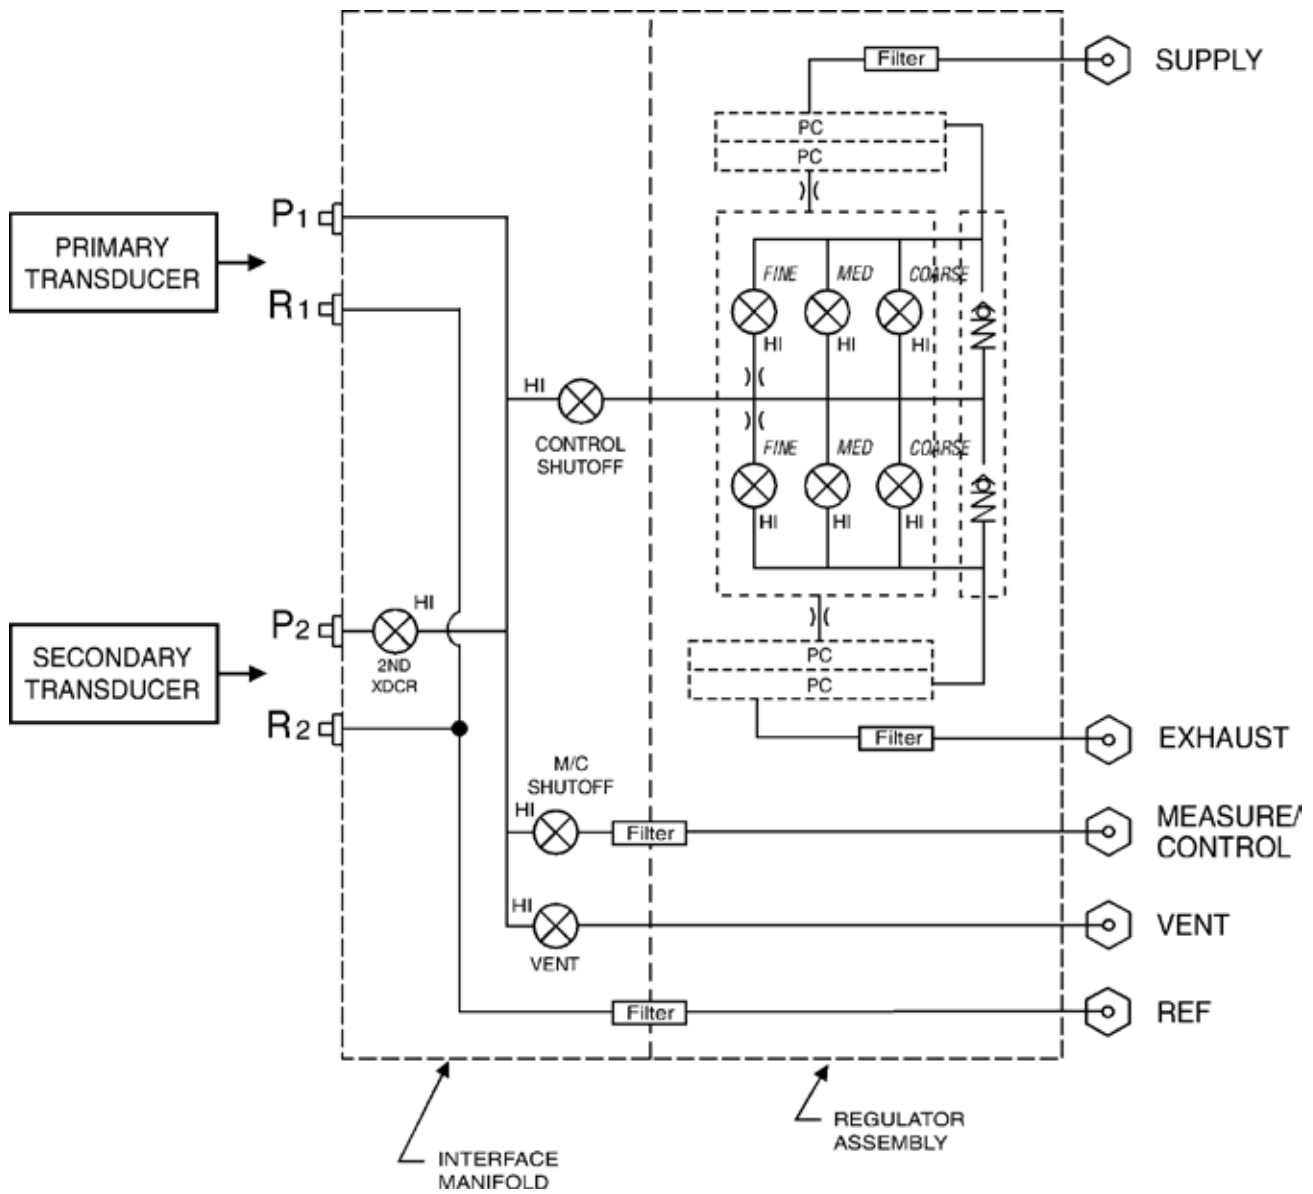 Filter
SUPPLY
PC
PC
P1
PRIMARY
TRANSDUCER
R1
FINE MED COARSE
HI HI HI
HI
CONTROL
SHUTOFF
FINE MED COARSE
HI HI HI
P2
HI
2ND
XDCR
SECONDARY
TRANSDUCER
R2
PC
PC
Filter
EXHAUST
M/C
SHUTOFF
HI
Filter
MEASURE/
CONTROL
HI
VENT
VENT
Filter
REF
INTERFACE
MANIFOLD
REGULATOR
ASSEMBLY